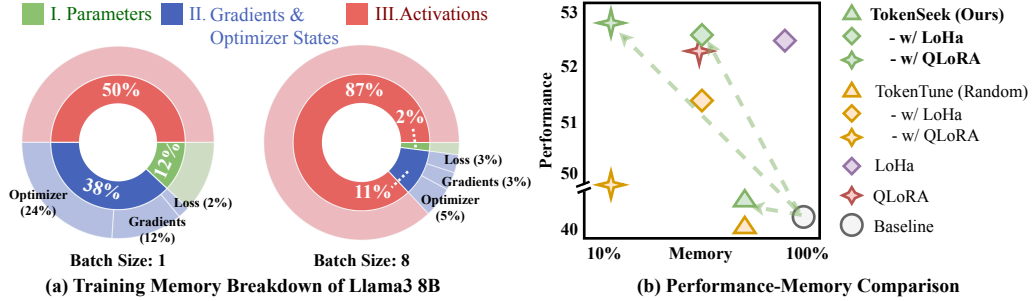 I. Parameters
II. Gradients &
Optimizer States
III.Activations
50%
12%
38%
Optimizer
(24%)
Gradients
(12%)
Loss (2%)
Batch Size: 1
87%
2%
11%
Loss (3%)
Gradients (3%)
Optimizer
(5%)
Batch Size: 8
(a) Training Memory Breakdown of Llama3 8B
Performance
53
52
51
50
40
10%
Memory
100%
TokenSeek (Ours)
- w/ LoHa
- w/ QLoRA
TokenTune (Random)
- w/ LoHa
- w/ QLoRA
LoHa
QLoRA
Baseline
(b) Performance-Memory Comparison